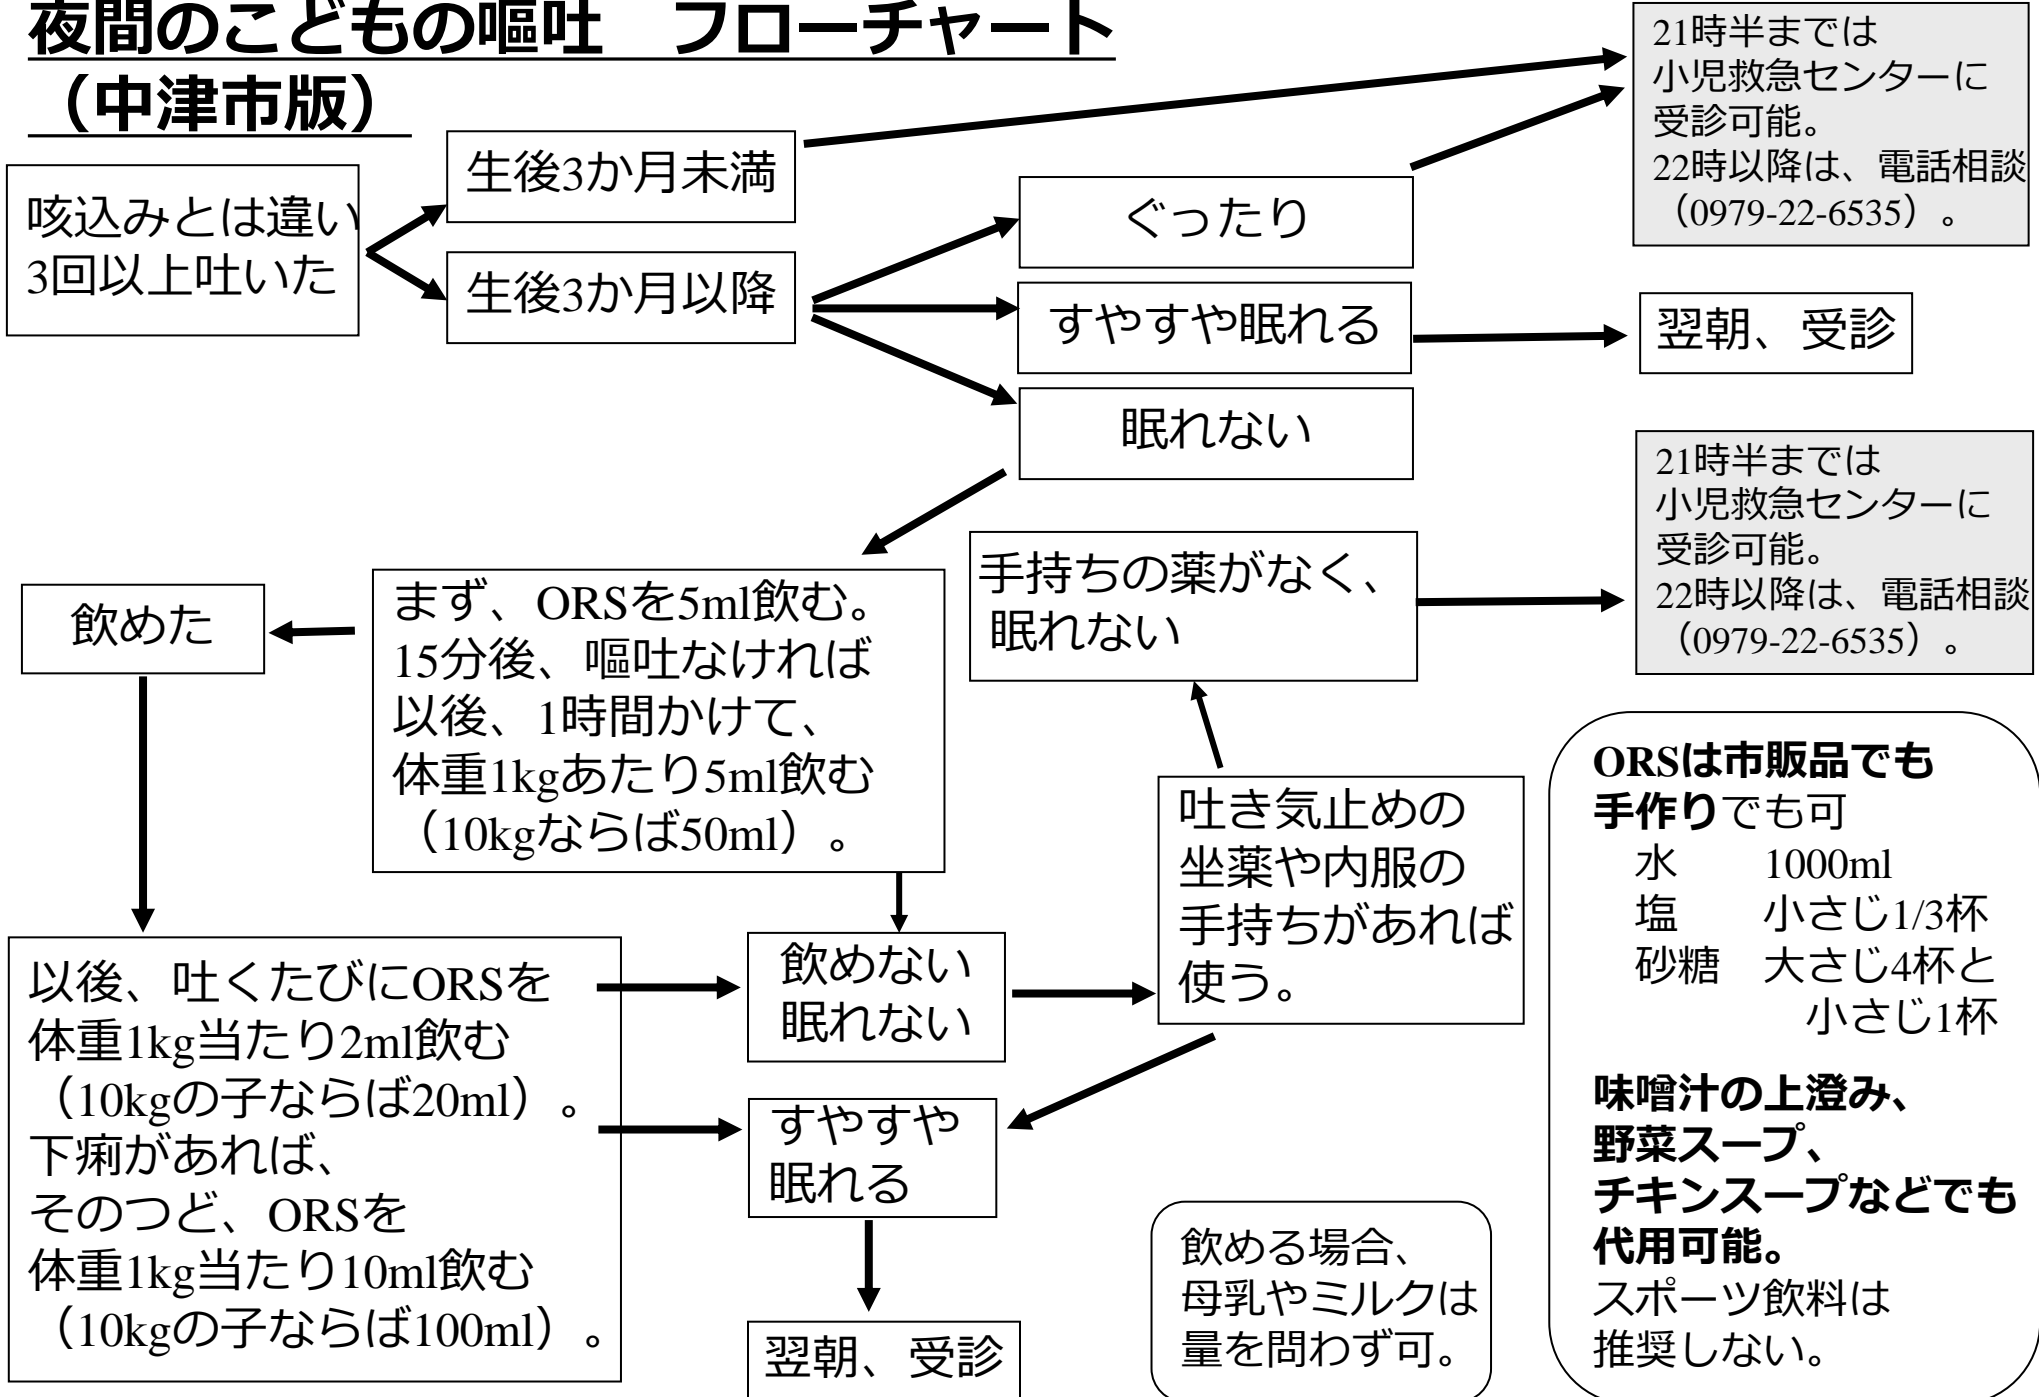 夜間のこどもの嘔吐　フローチャート
（中津市版）
咳込みとは違い
3回以上吐いた
生後3か月未満
生後3か月以降
ぐったり
すやすや眠れる
眠れない
21時半までは
小児救急センターに
受診可能。
22時以降は、電話相談
（0979-22-6535）。
翌朝、受診
21時半までは
小児救急センターに
受診可能。
22時以降は、電話相談
（0979-22-6535）。
手持ちの薬がなく、
眠れない
まず、ORSを5ml飲む。
15分後、嘔吐なければ
以後、1時間かけて、
体重1kgあたり5ml飲む
（10kgならば50ml）。
飲めた
以後、吐くたびにORSを
体重1kg当たり2ml飲む
（10kgの子ならば20ml）。
下痢があれば、
そのつど、ORSを
体重1kg当たり10ml飲む
（10kgの子ならば100ml）。
飲めない
眠れない
すやすや
眠れる
翌朝、受診
吐き気止めの
坐薬や内服の
手持ちがあれば
使う。
飲める場合、
母乳やミルクは
量を問わず可。
ORSは市販品でも
手作りでも可
水　1000ml
塩　小さじ1/3杯
砂糖　大さじ4杯と
小さじ1杯
味噌汁の上澄み、
野菜スープ、
チキンスープなどでも
代用可能。
スポーツ飲料は
推奨しない。